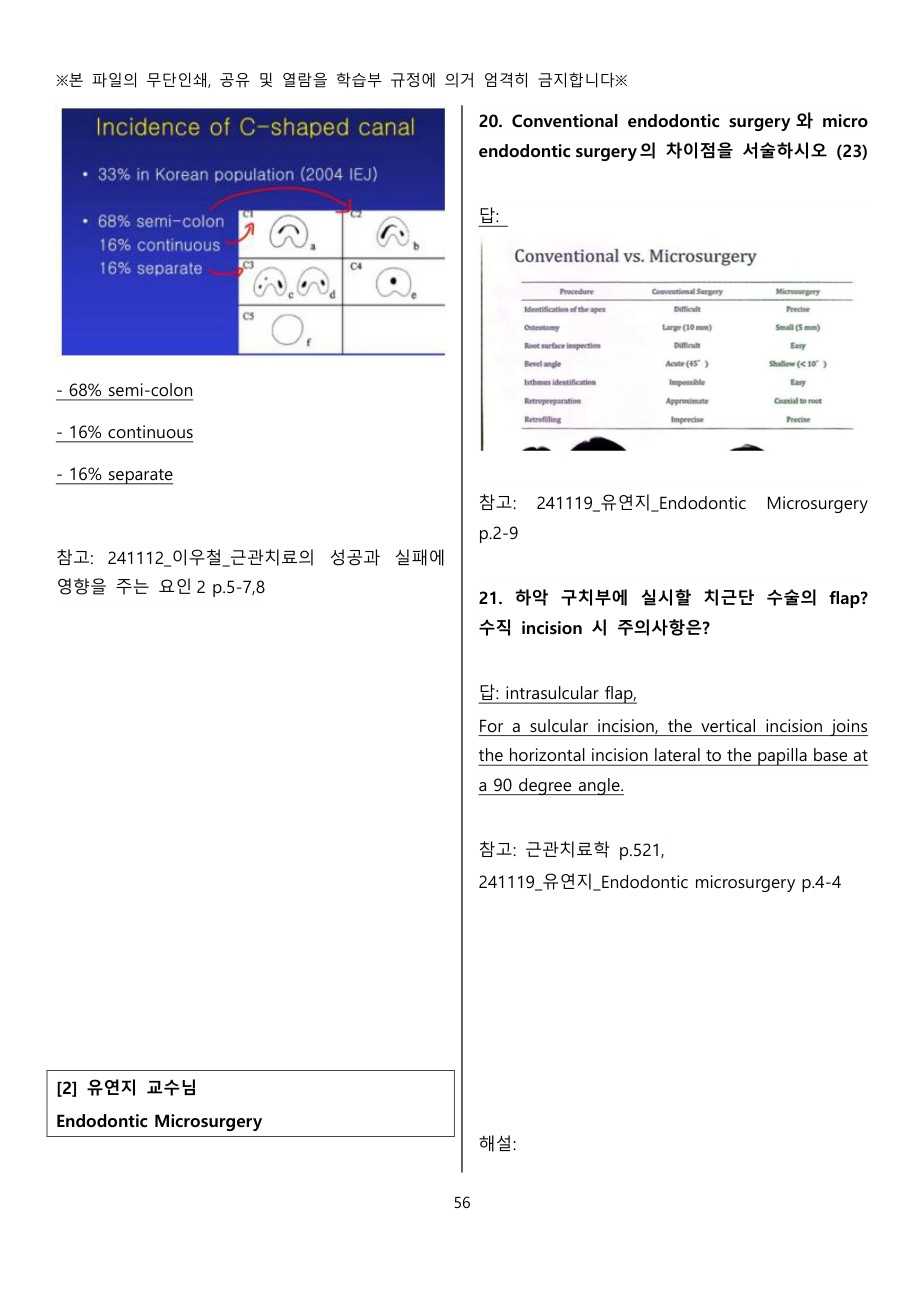 ※본 파일의 무단인쇄, 공유 및 열람을 학습부 규정에 의거 엄격히 금지합니다※
Incidence of C-shaped canal
• 33% in Korean population (2004 IEJ)
• 68% semi-colon
16% continuous
16% separate
C1 a C2 b
C3 c d C4 e
C5 f
- 68% semi-colon
- 16% continuous
- 16% separate
참고: 241112_이우철_근관치료의 성공과 실패에
영향을 주는 요인 2 p.5-7,8
[2] 유연지 교수님
Endodontic Microsurgery
20. Conventional endodontic surgery 와 micro
endodontic surgery 의 차이점을 서술하시오 (23)
답:
Conventional vs. Microsurgery
Procedure Conventional Surgery Microsurgery
Identification of the apex Difficult Precise
Osteotomy Large (10 mm) Small (5 mm)
Root surface inspection Difficult Easy
Bevel angle Acute (45°) Shallow (< 10°)
Isthmus identification Impossible Easy
Retropreparation Approximate Coaxial to root
Retrofilling Imprecise Precise
참고: 241119_유연지_Endodontic Microsurgery
p.2-9
21. 하악 구치부에 실시할 치근단 수술의 flap?
수직 incision 시 주의사항은?
답: intrasulcular flap,
For a sulcular incision, the vertical incision joins
the horizontal incision lateral to the papilla base at
a 90 degree angle.
참고: 근관치료학 p.521,
241119_유연지_Endodontic microsurgery p.4-4
해설:
56